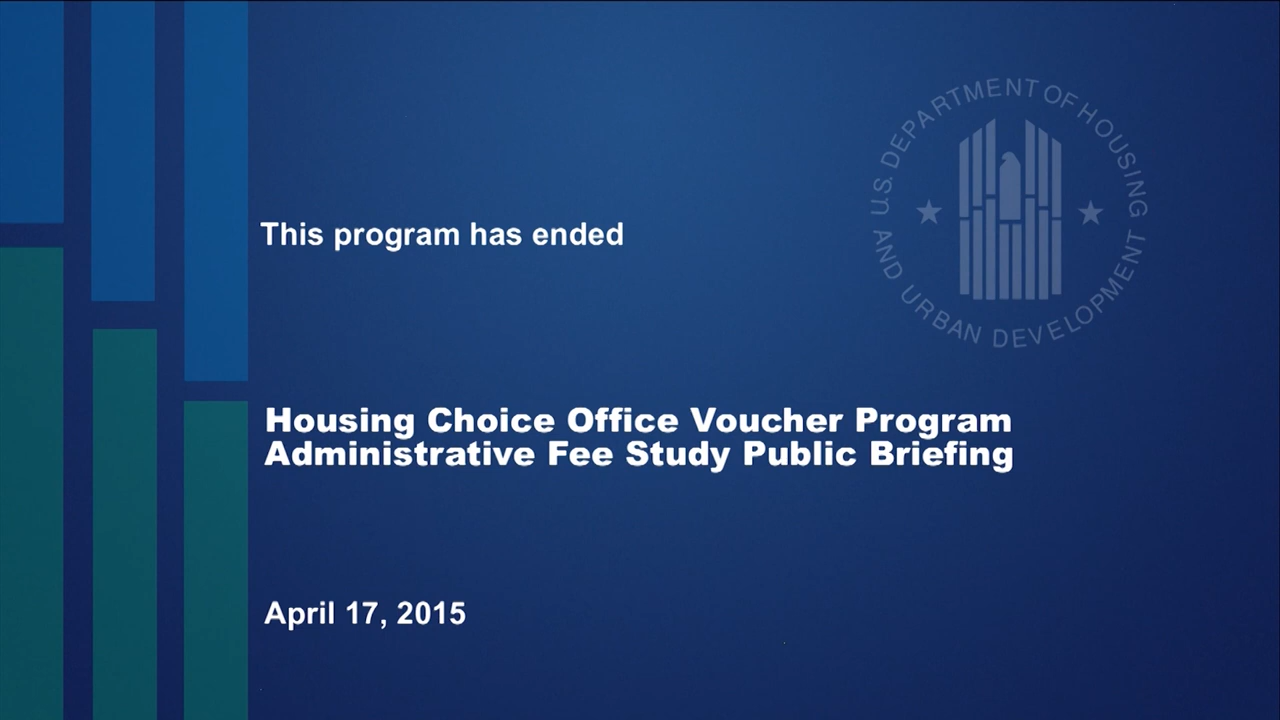 This program has ended
U.S. DEPARTMENT OF HOUSING
AND URBAN DEVELOPMENT
Housing Choice Office Voucher Program
Administrative Fee Study Public Briefing
April 17, 2015